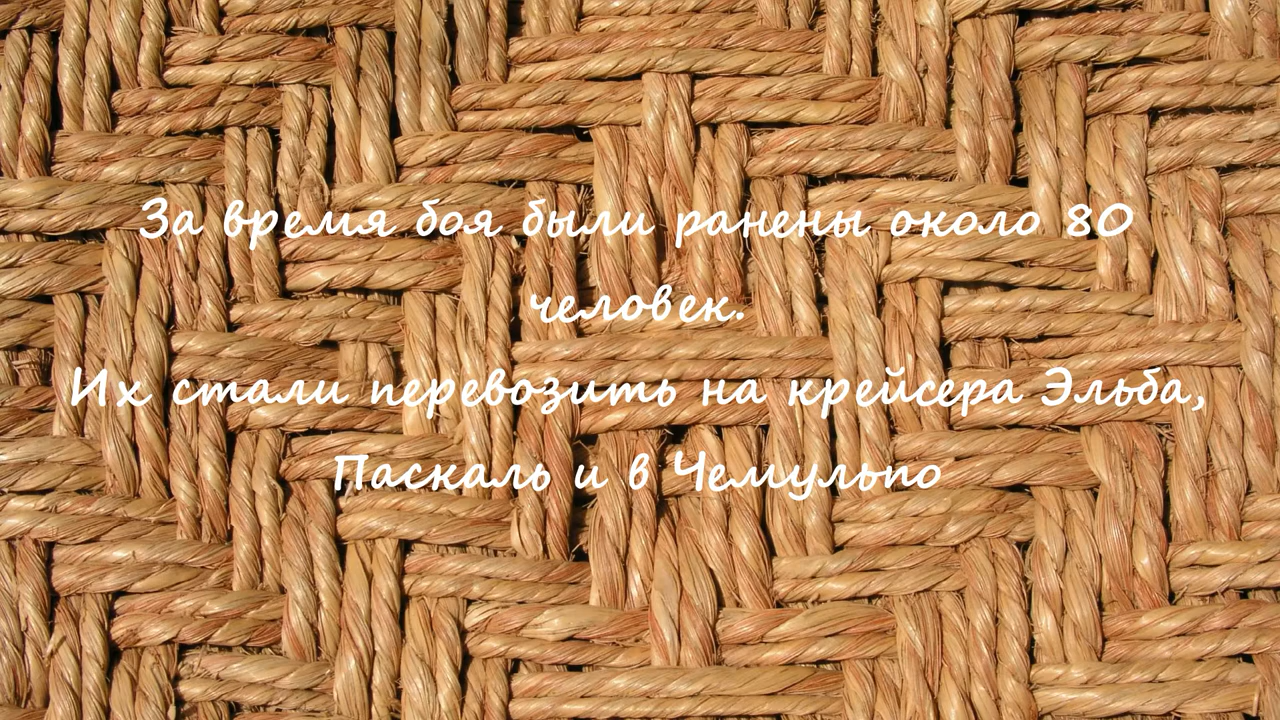 За время боя были ранены около 80
человек.
Их стали перевозить на крейсера Эльба,
Паскаль и в Чемульпо